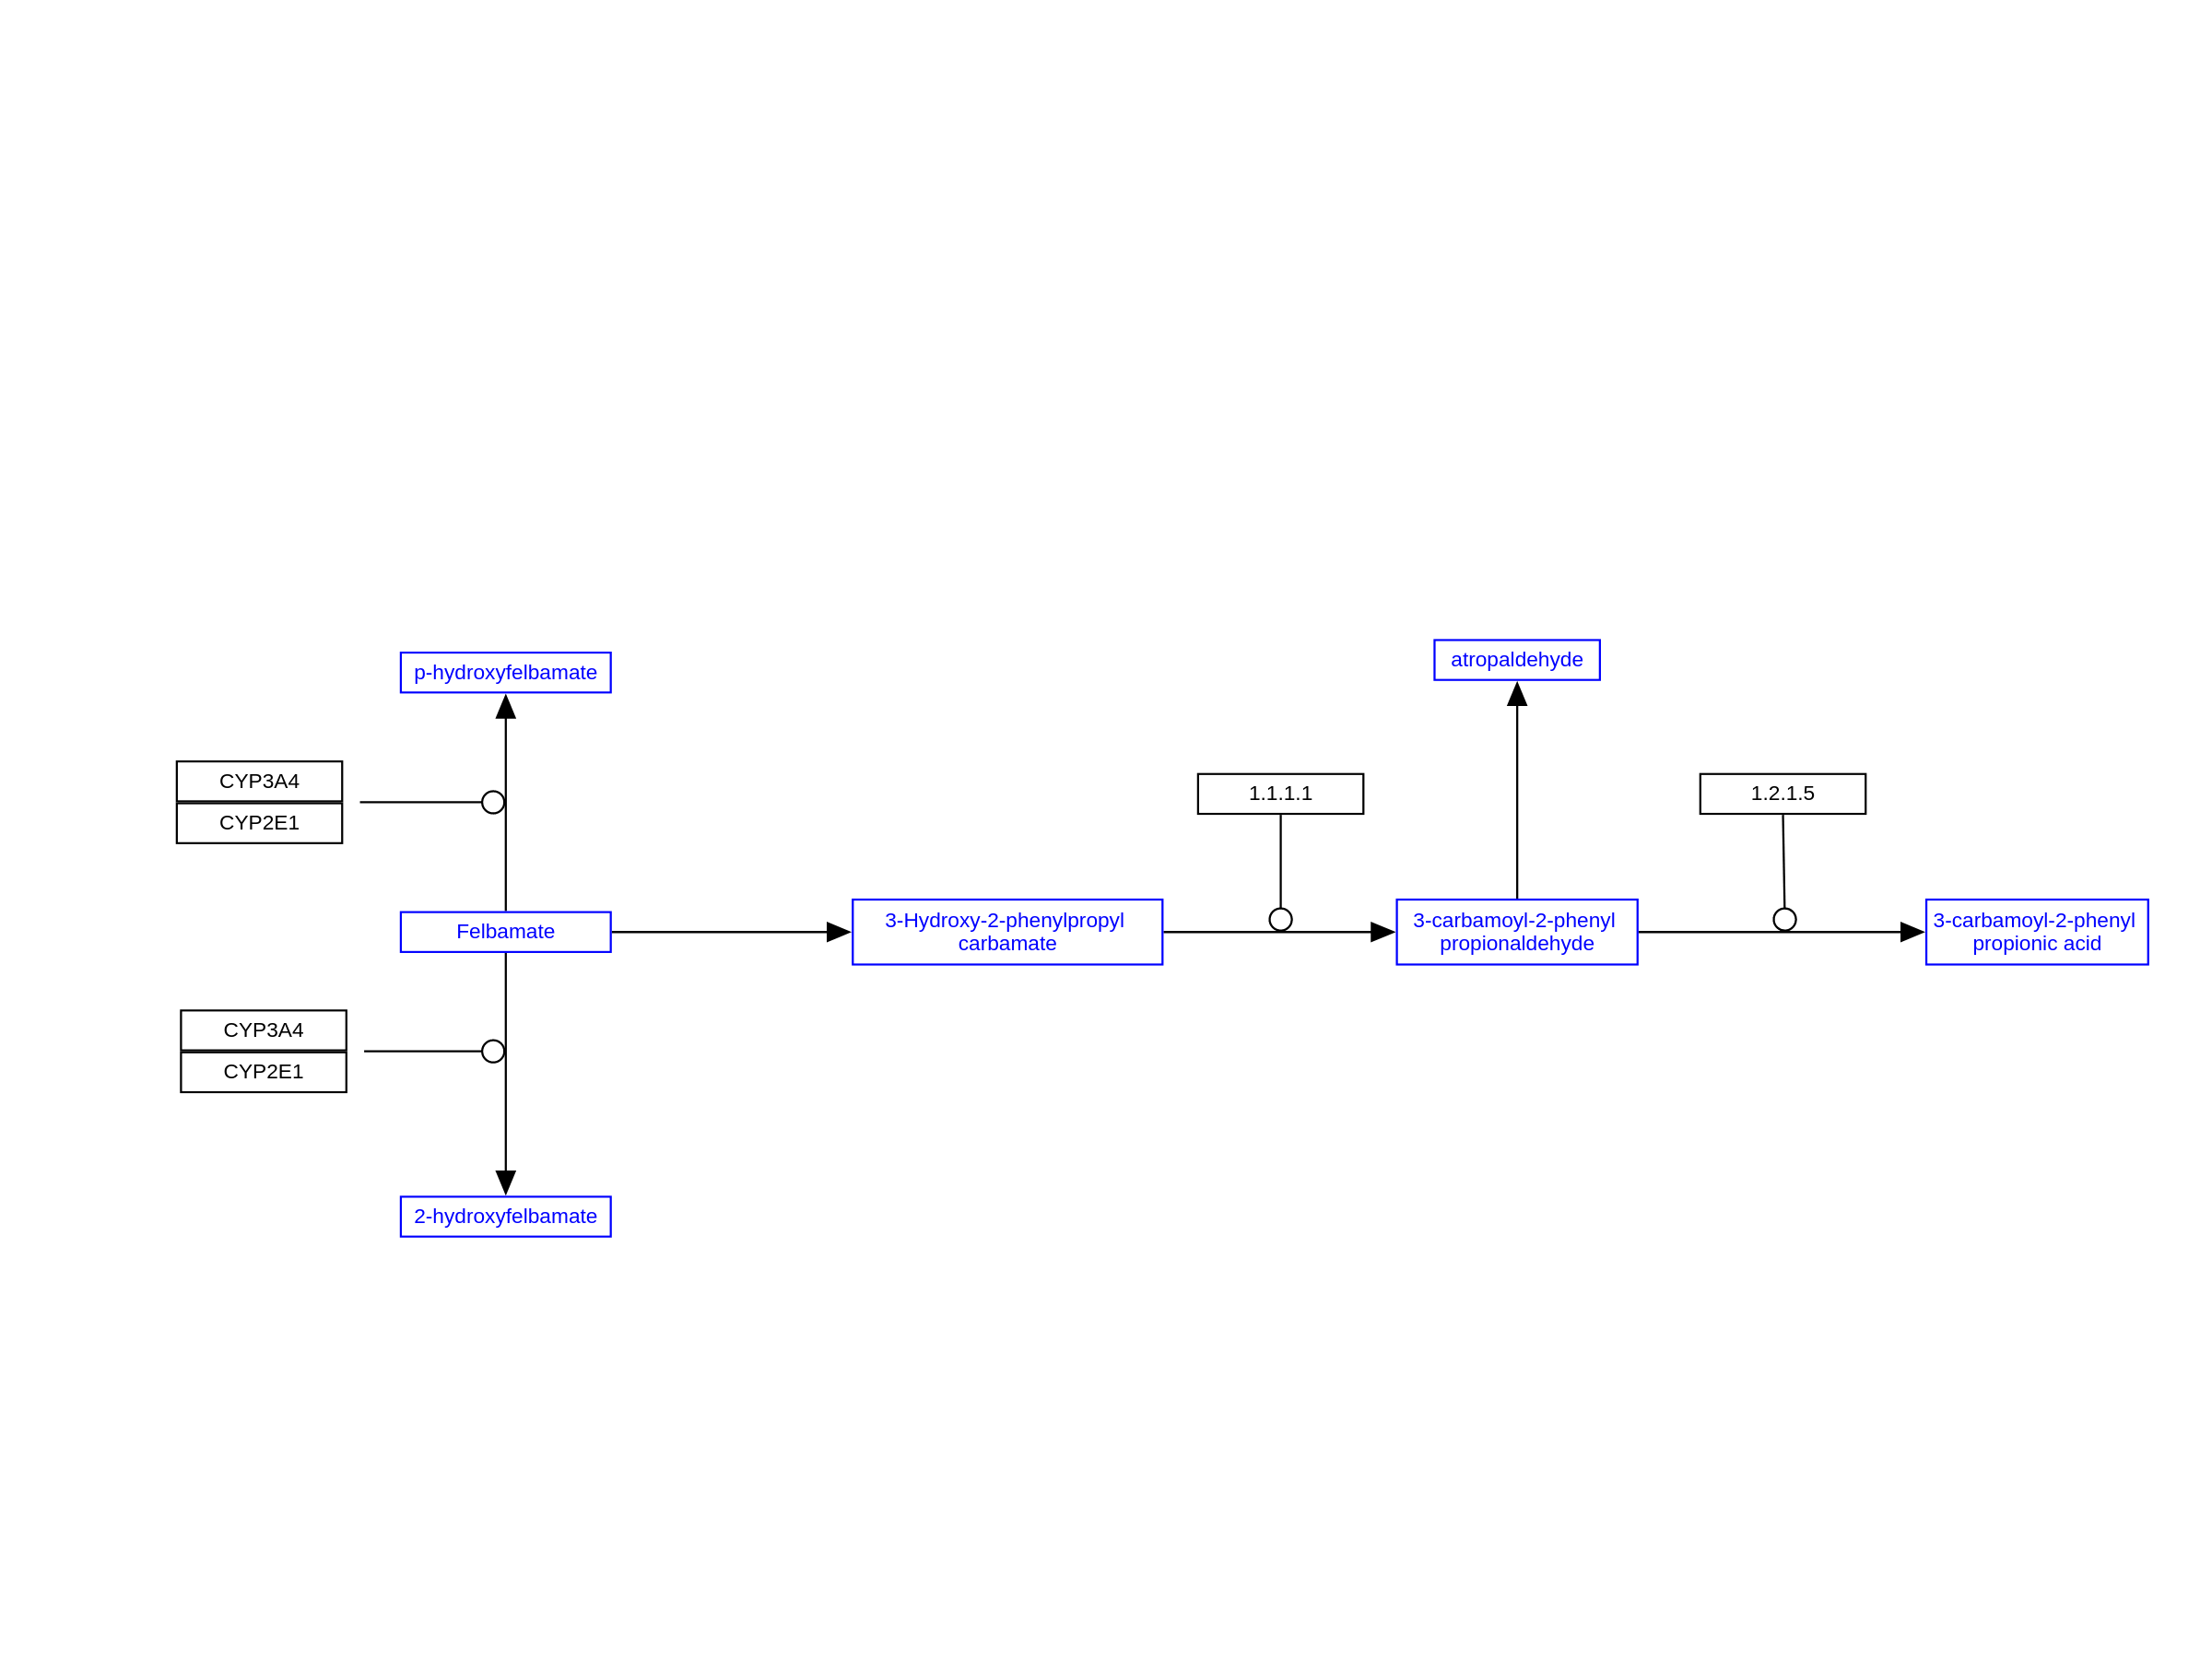 atropaldehyde
p-hydroxyfelbamate
CYP3A4
CYP2E1
1.1.1.1
1.2.1.5
Felbamate
3-Hydroxy-2-phenylpropyl
carbamate
3-carbamoyl-2-phenyl
propionaldehyde
3-carbamoyl-2-phenyl
propionic acid
CYP3A4
CYP2E1
2-hydroxyfelbamate